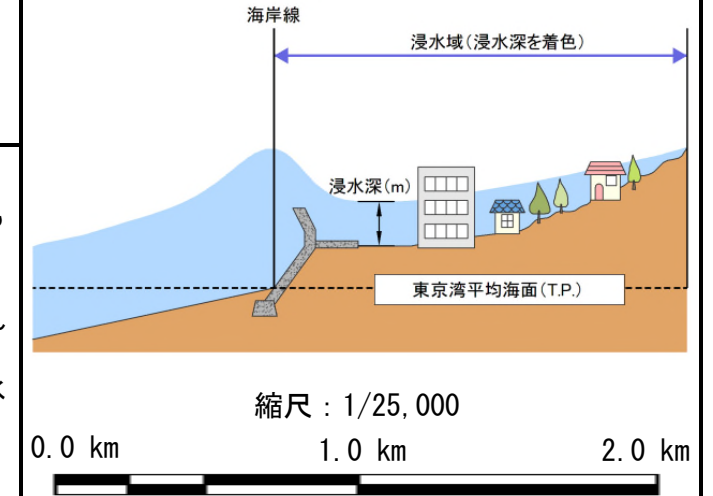 海岸線
浸水域(浸水深を着色)
浸水深(m)
東京湾平均海面(T.P.)
縮尺：1/25,000
0.0 km 1.0 km 2.0 km